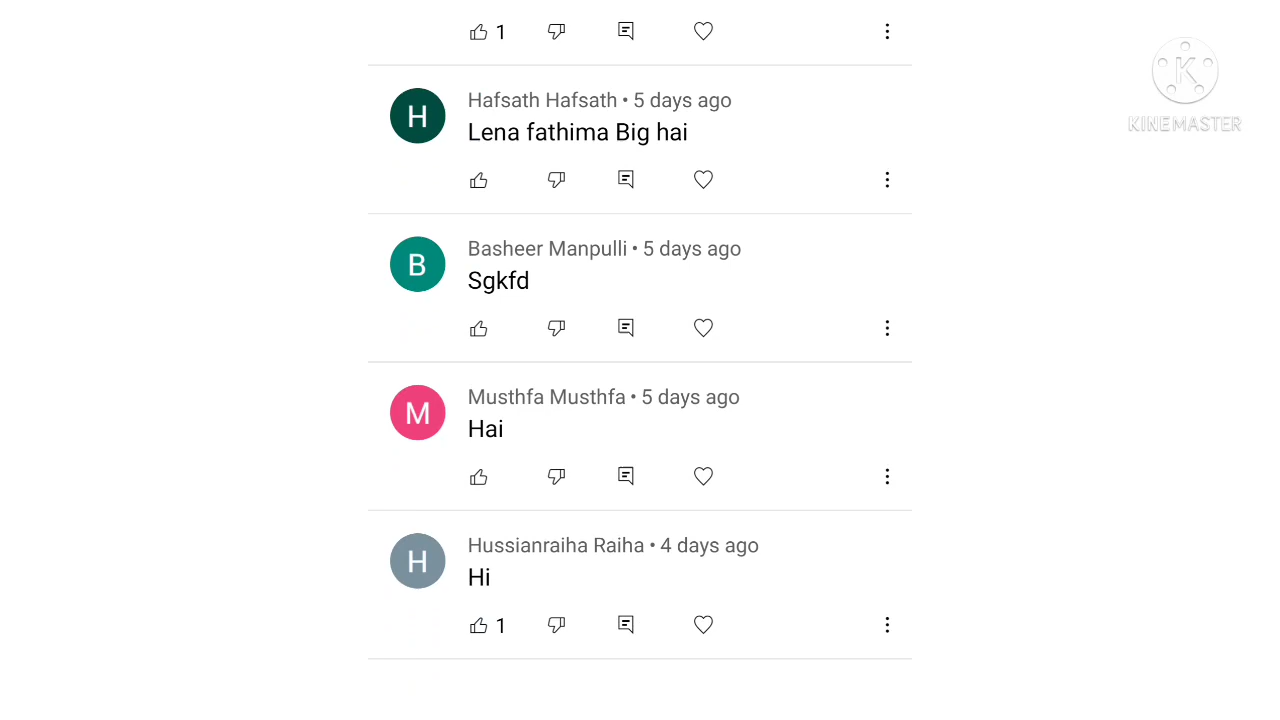 1
H
Hafsath Hafsath • 5 days ago
Lena fathima Big hai
B
Basheer Manpulli • 5 days ago
Sgkfd
M
Musthfa Musthfa • 5 days ago
Hai
H
Hussianraiha Raiha • 4 days ago
Hi
1
K
KINEMASTER